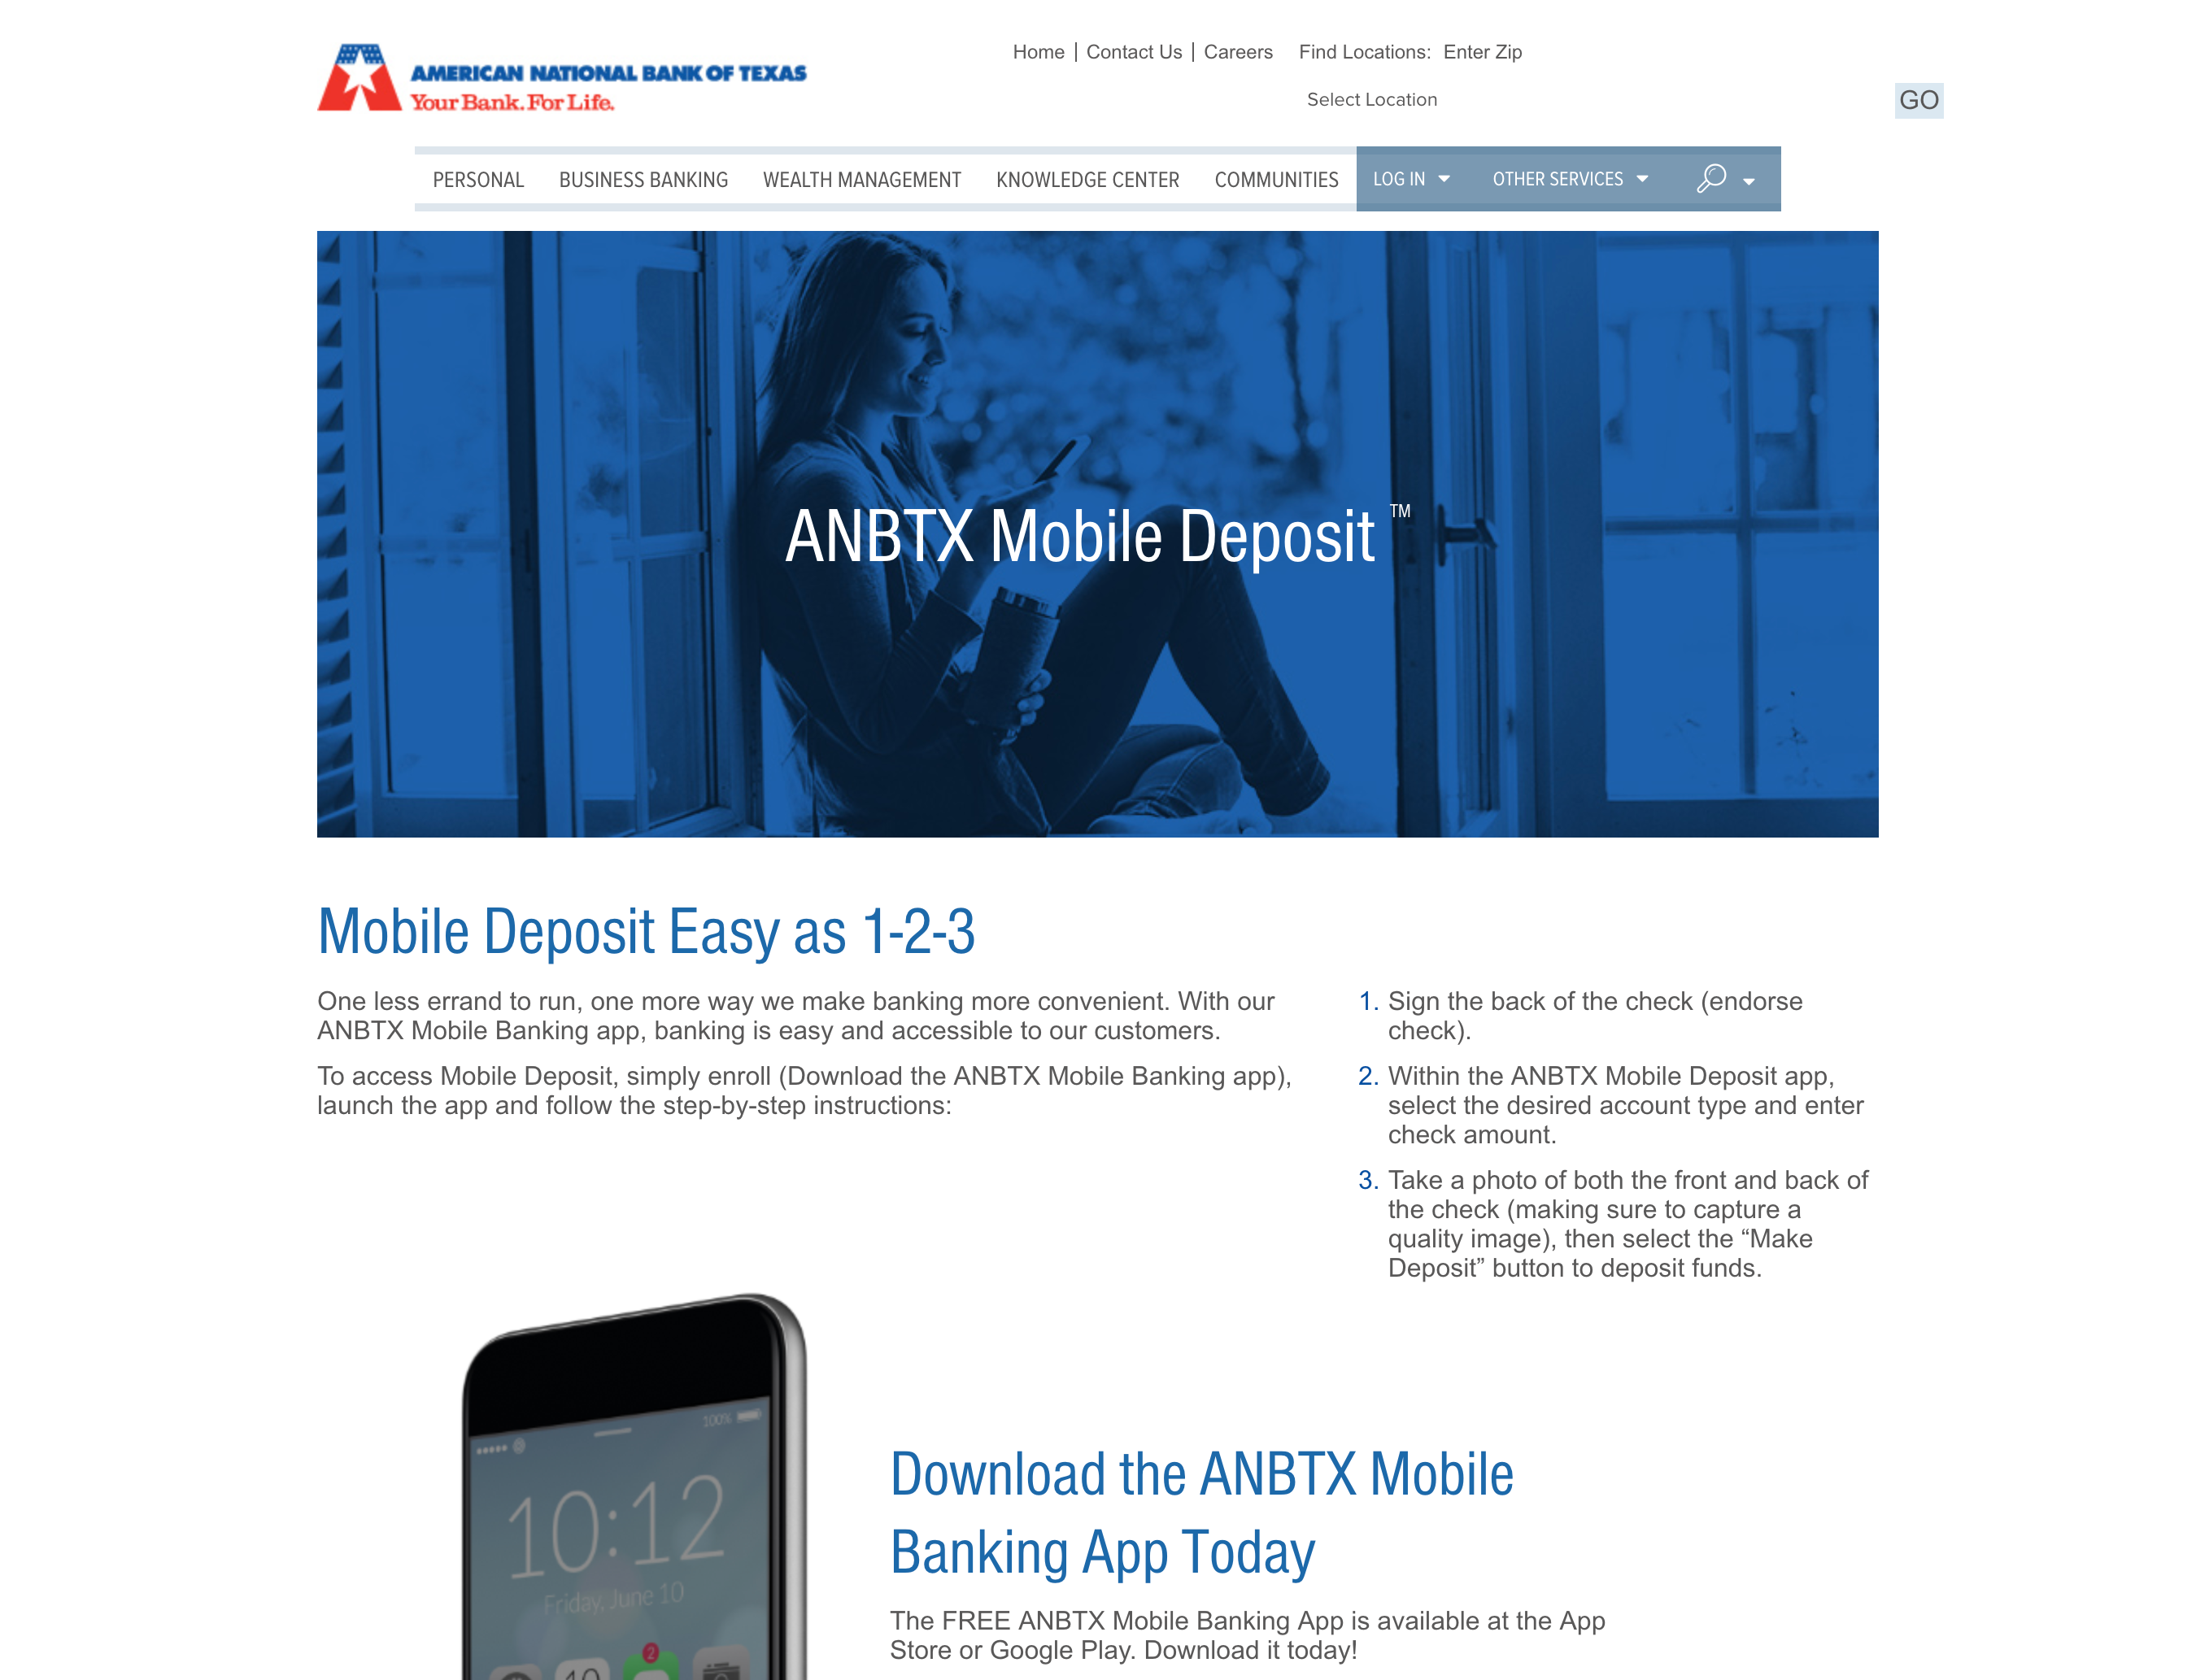 AMERICAN NATIONAL BANK OF TEXAS
Your Bank. For Life.
Home | Contact Us | Careers Find Locations: Enter Zip
Select Location
GO
PERSONAL BUSINESS BANKING WEALTH MANAGEMENT KNOWLEDGE CENTER COMMUNITIES LOG IN OTHER SERVICES
ANBTX Mobile Deposit ™
Mobile Deposit Easy as 1-2-3
One less errand to run, one more way we make banking more convenient. With our
ANBTX Mobile Banking app, banking is easy and accessible to our customers.
To access Mobile Deposit, simply enroll (Download the ANBTX Mobile Banking app),
launch the app and follow the step-by-step instructions:
1. Sign the back of the check (endorse
check).
2. Within the ANBTX Mobile Deposit app,
select the desired account type and enter
check amount.
3. Take a photo of both the front and back of
the check (making sure to capture a
quality image), then select the “Make
Deposit” button to deposit funds.
100%
10:12
Friday, June 10
2
10
Download the ANBTX Mobile
Banking App Today
The FREE ANBTX Mobile Banking App is available at the App
Store or Google Play. Download it today!